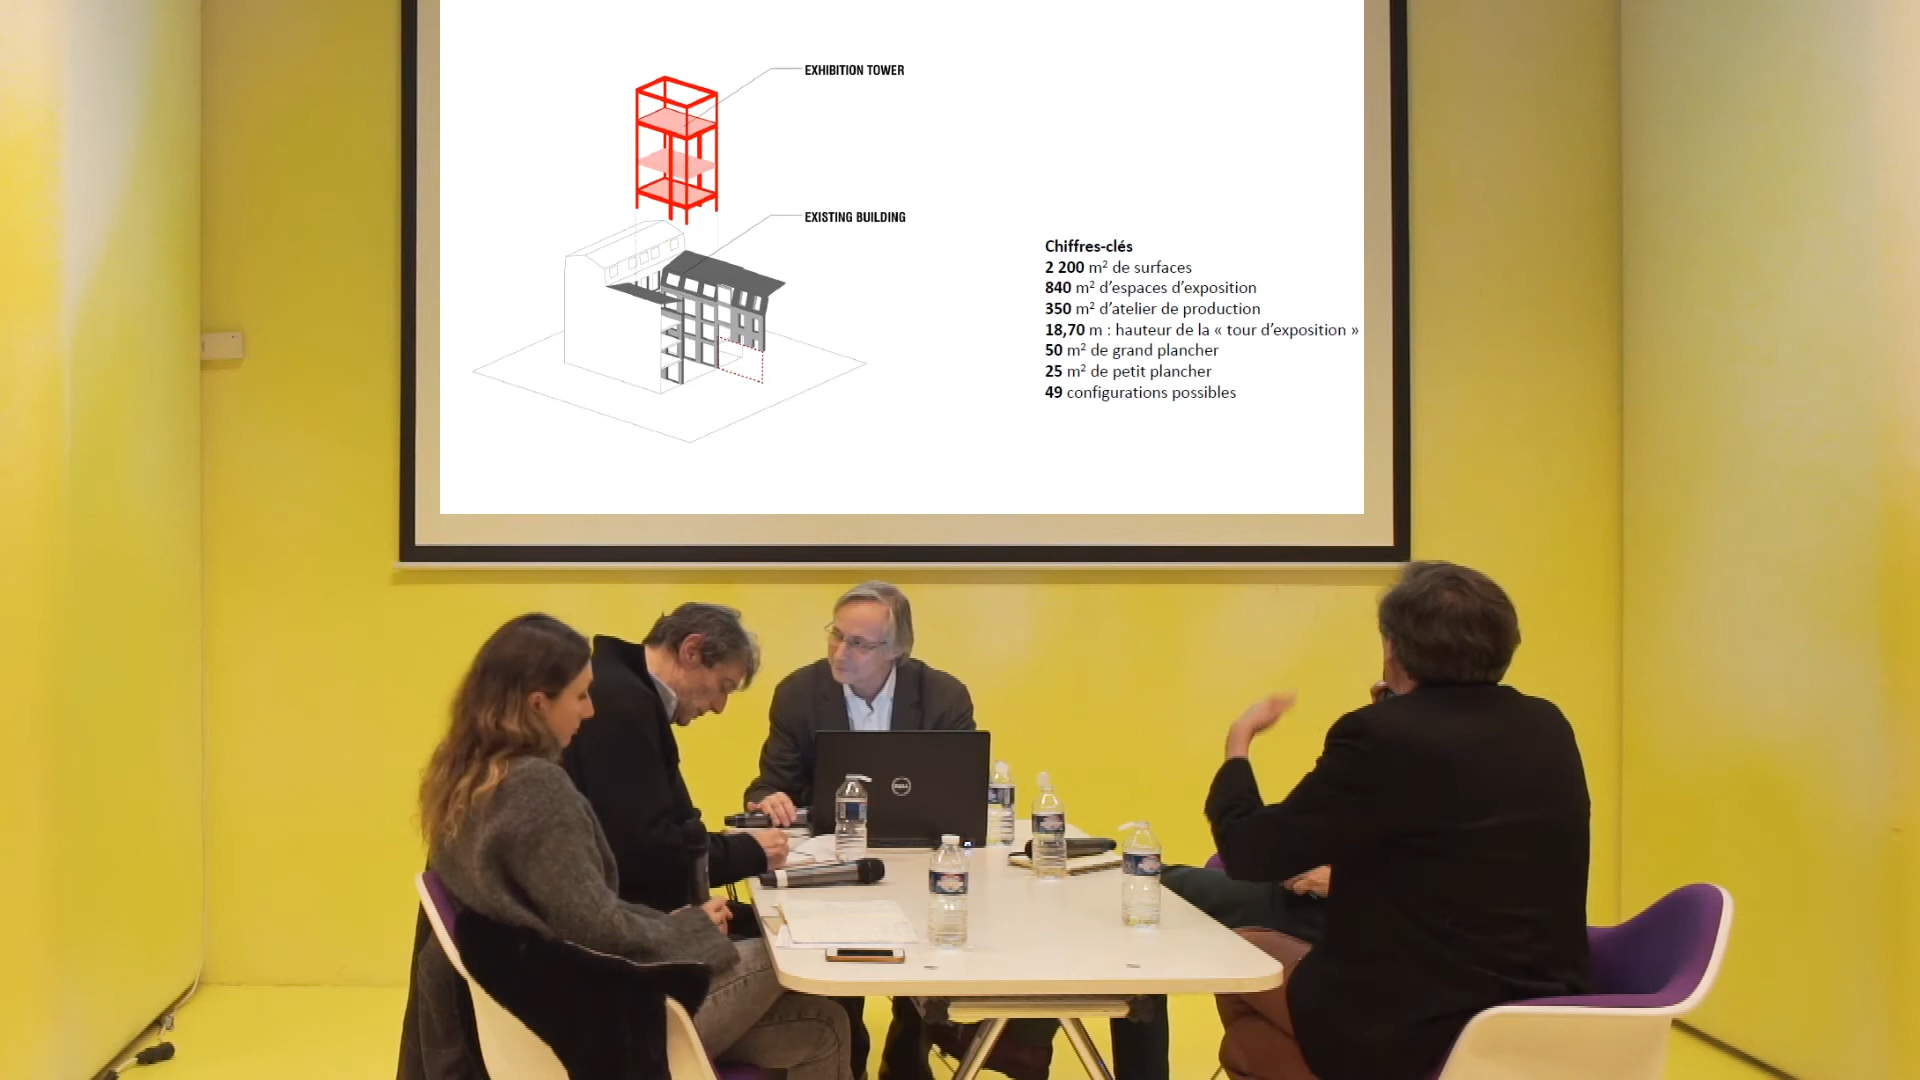 EXHIBITION TOWER
EXISTING BUILDING
Chiffres-clés
2 200 m² de surfaces
840 m² d’espaces d’exposition
350 m² d’atelier de production
18,70 m : hauteur de la « tour d’exposition »
50 m² de grand plancher
25 m² de petit plancher
49 configurations possibles
DELL